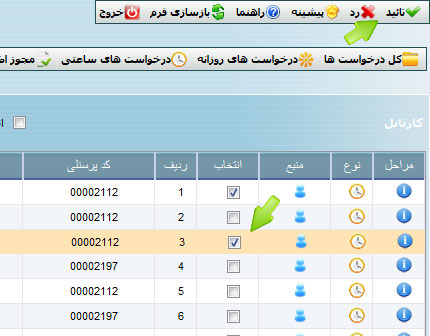 تائید رد پیشینه راهنما بازسازی فرم خروج
کل درخواست ها درخواست های روزانه درخواست های ساعتی مجوز
کارتابل
مراحل نوع منبع انتخاب ردیف کد پرسنلی
1 00002112
2 00002112
3 00002112
4 00002197
5 00002112
6 00002197